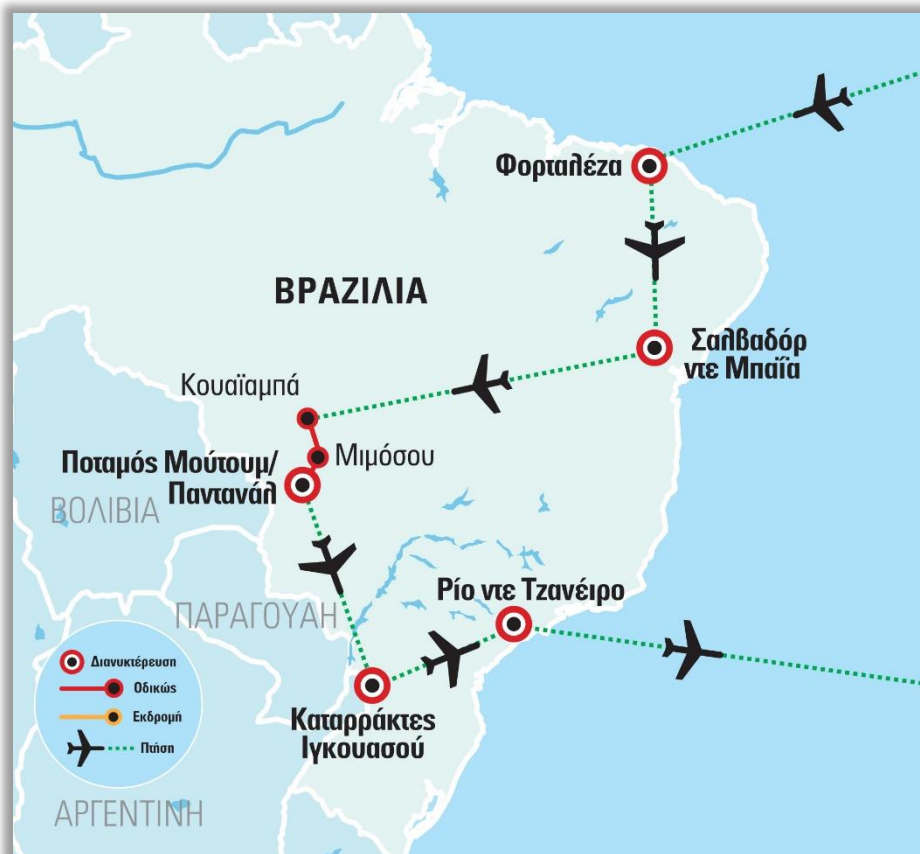 Φορταλέζα
ΒΡΑΖΙΛΙΑ
Σαλβαδόρ
ντε Μπαΐα
Κουαϊαμπά
Μιμόσου
Ποταμός Μούτουμ/
Παντανάλ
ΒΟΛΙΒΙΑ
Ρίο ντε Τζανέιρο
ΠΑΡΑΓΟΥΑΗ
Διανυκτέρευση
Οδικώς
Εκδρομή
Πτήση
Καταρράκτες
Ιγκουασού
ΑΡΓΕΝΤΙΝΗ